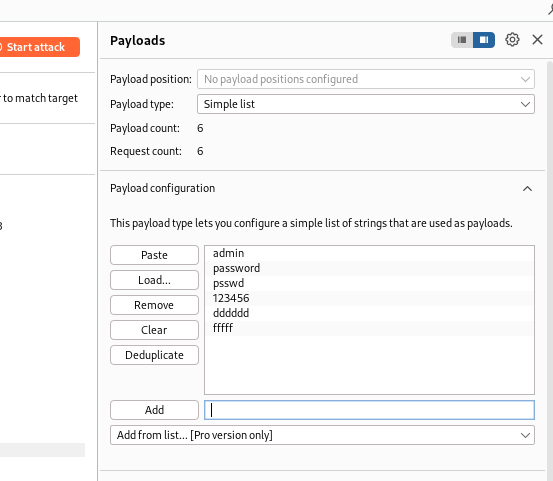 Start attack
Payloads
Payload position: No payload positions configured
to match target
Payload type: Simple list
Payload count: 6
Request count: 6
Payload configuration
This payload type lets you configure a simple list of strings that are used as payloads.
Paste
Load...
Remove
Clear
Deduplicate
admin
password
psswd
123456
dddddd
fffff
Add
Add from list... [Pro version only]